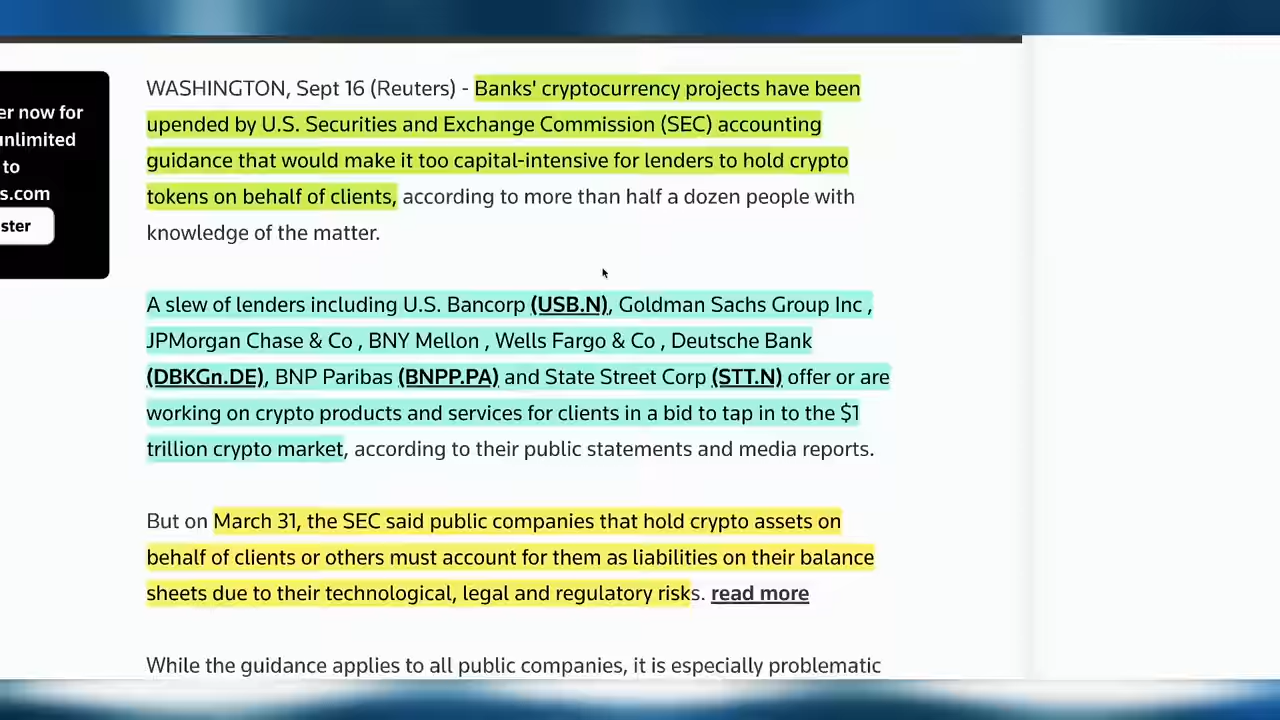 er now for
unlimited
to
s.com
ster
WASHINGTON, Sept 16 (Reuters) - Banks' cryptocurrency projects have been
upended by U.S. Securities and Exchange Commission (SEC) accounting
guidance that would make it too capital-intensive for lenders to hold crypto
tokens on behalf of clients, according to more than half a dozen people with
knowledge of the matter.
A slew of lenders including U.S. Bancorp (USB.N), Goldman Sachs Group Inc ,
JPMorgan Chase & Co , BNY Mellon , Wells Fargo & Co , Deutsche Bank
(DBKGn.DE), BNP Paribas (BNPP.PA) and State Street Corp (STT.N) offer or are
working on crypto products and services for clients in a bid to tap in to the $1
trillion crypto market, according to their public statements and media reports.
But on March 31, the SEC said public companies that hold crypto assets on
behalf of clients or others must account for them as liabilities on their balance
sheets due to their technological, legal and regulatory risks. read more
While the guidance applies to all public companies, it is especially problematic